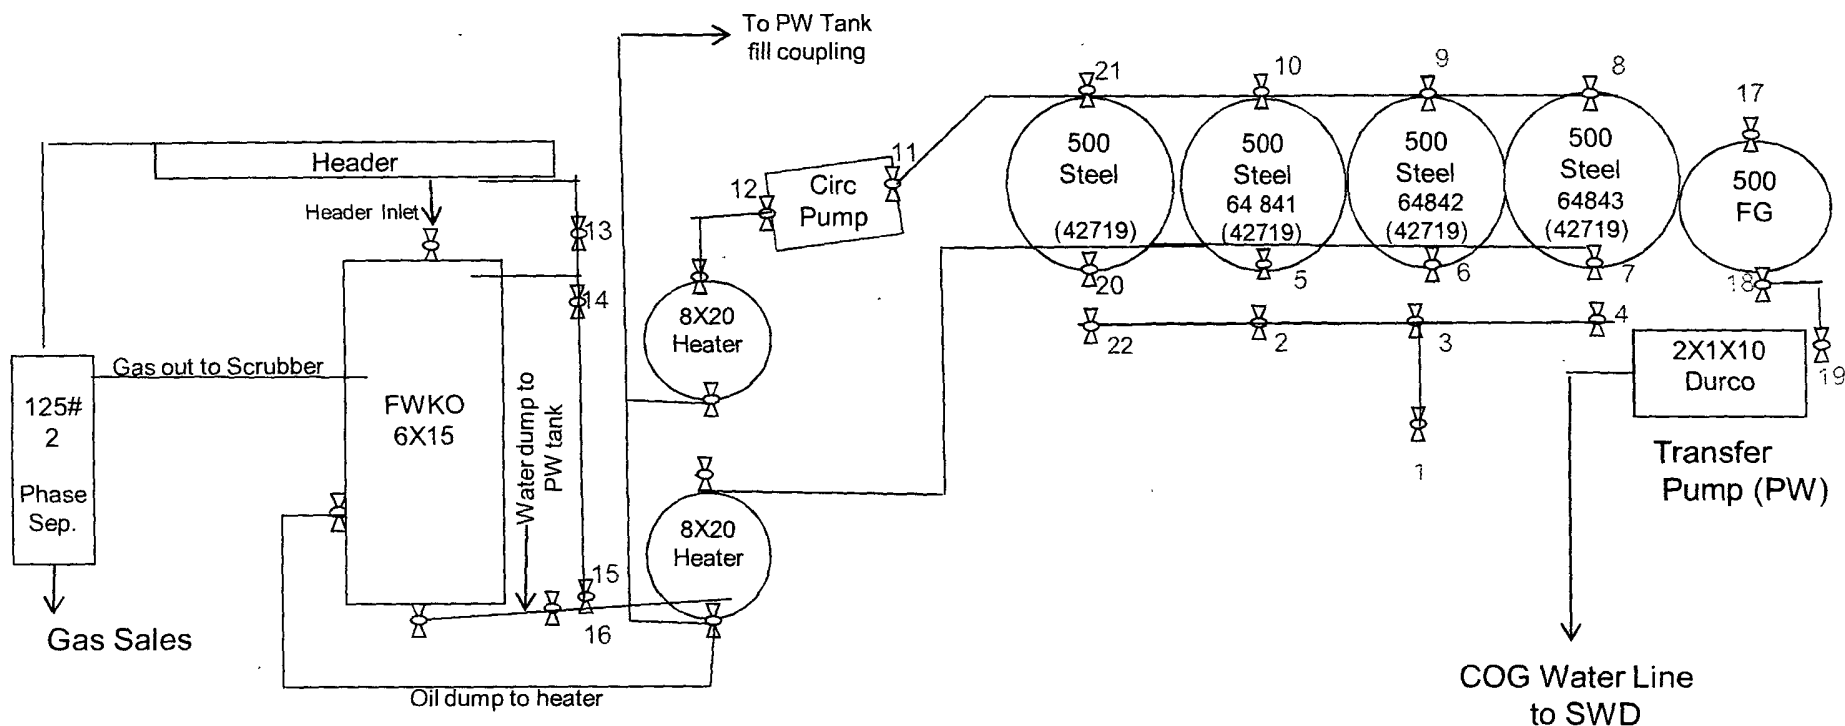 To PW Tank
fill coupling
21
10
9
8
17
Header
Header Inlet
13
14
12
Circ
Pump
11
500
Steel
(42719)
500
Steel
64 841
(42719)
500
Steel
64842
(42719)
500
Steel
64843
(42719)
500
FG
20
5
6
7
18
22
2
3
4
19
1
8X20
Heater
Gas out to Scrubber
125#
2
Phase
Sep.
FWKO
6X15
Water dump to
PW tank
2X1X10
Durco
Transfer
Pump (PW)
8X20
Heater
15
16
Gas Sales
Oil dump to heater
COG Water Line
to SWD